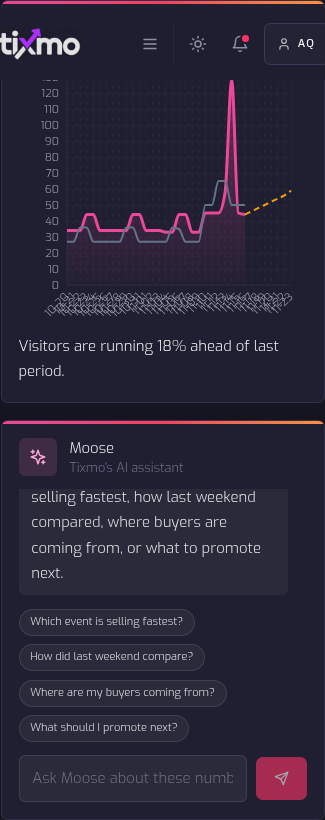 tixmo
AQ
120
110
100
90
80
70
60
50
40
30
20
10
0
Visitors are running 18% ahead of last
period.
Moose
Tixmo's AI assistant
selling fastest, how last weekend
compared, where buyers are
coming from, or what to promote
next.
Which event is selling fastest?
How did last weekend compare?
Where are my buyers coming from?
What should I promote next?
Ask Moose about these numb